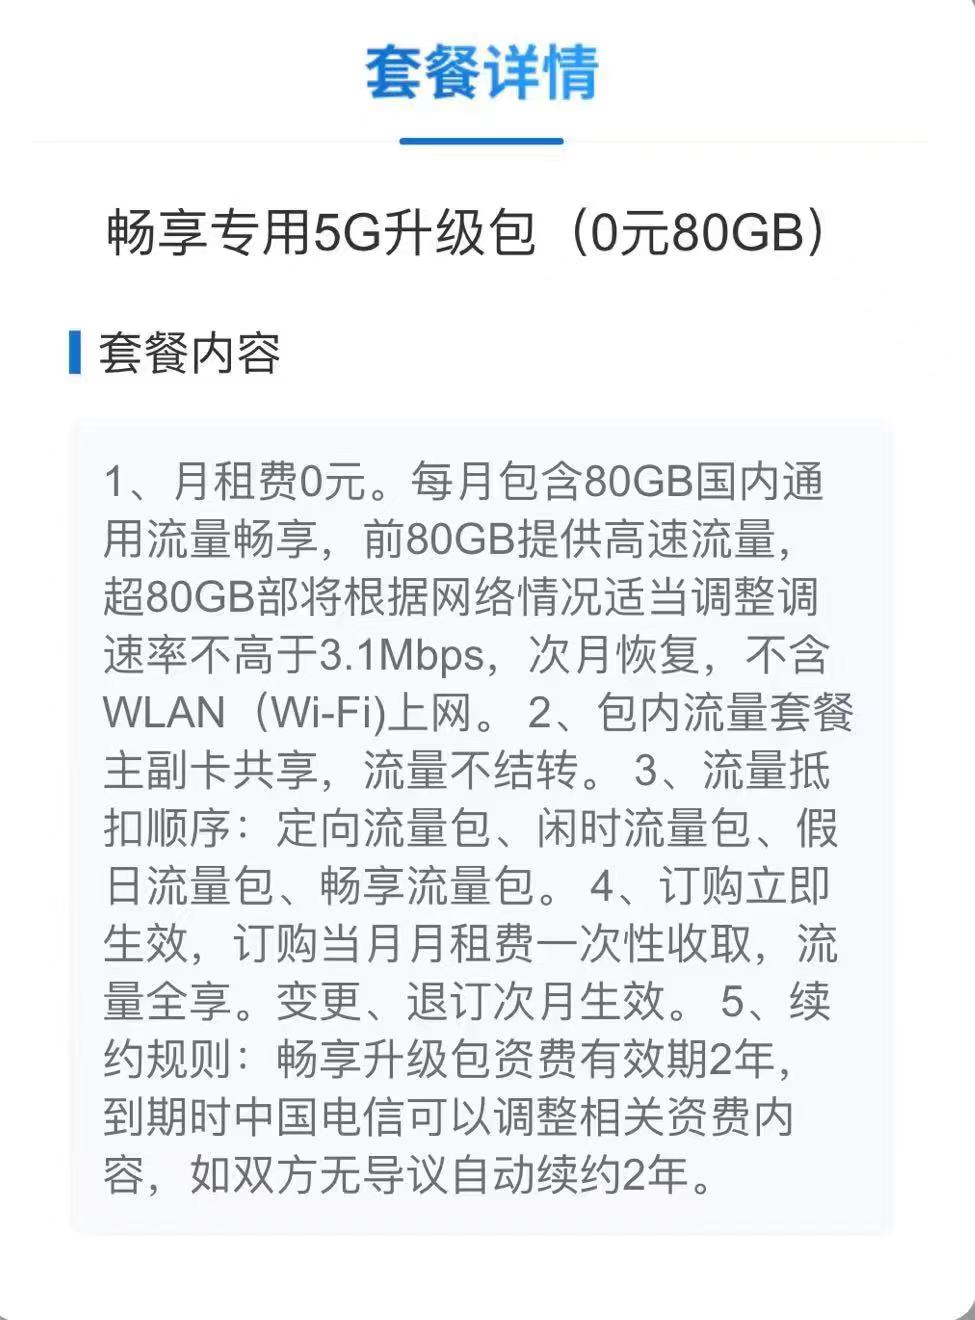 套餐详情
畅享专用5G升级包（0元80GB）
套餐内容
1、月租费0元。每月包含80GB国内通
用流量畅享，前80GB提供高速流量，
超80GB部将根据网络情况适当调整调
速率不高于3.1Mbps，次月恢复，不含
WLAN（Wi-Fi)上网。 2、包内流量套餐
主副卡共享，流量不结转。 3、流量抵
扣顺序：定向流量包、闲时流量包、假
日流量包、畅享流量包。 4、订购立即
生效，订购当月月租费一次性收取，流
量全享。变更、退订次月生效。 5、续
约规则：畅享升级包资费有效期2年，
到期时中国电信可以调整相关资费内
容，如双方无导议自动续约2年。